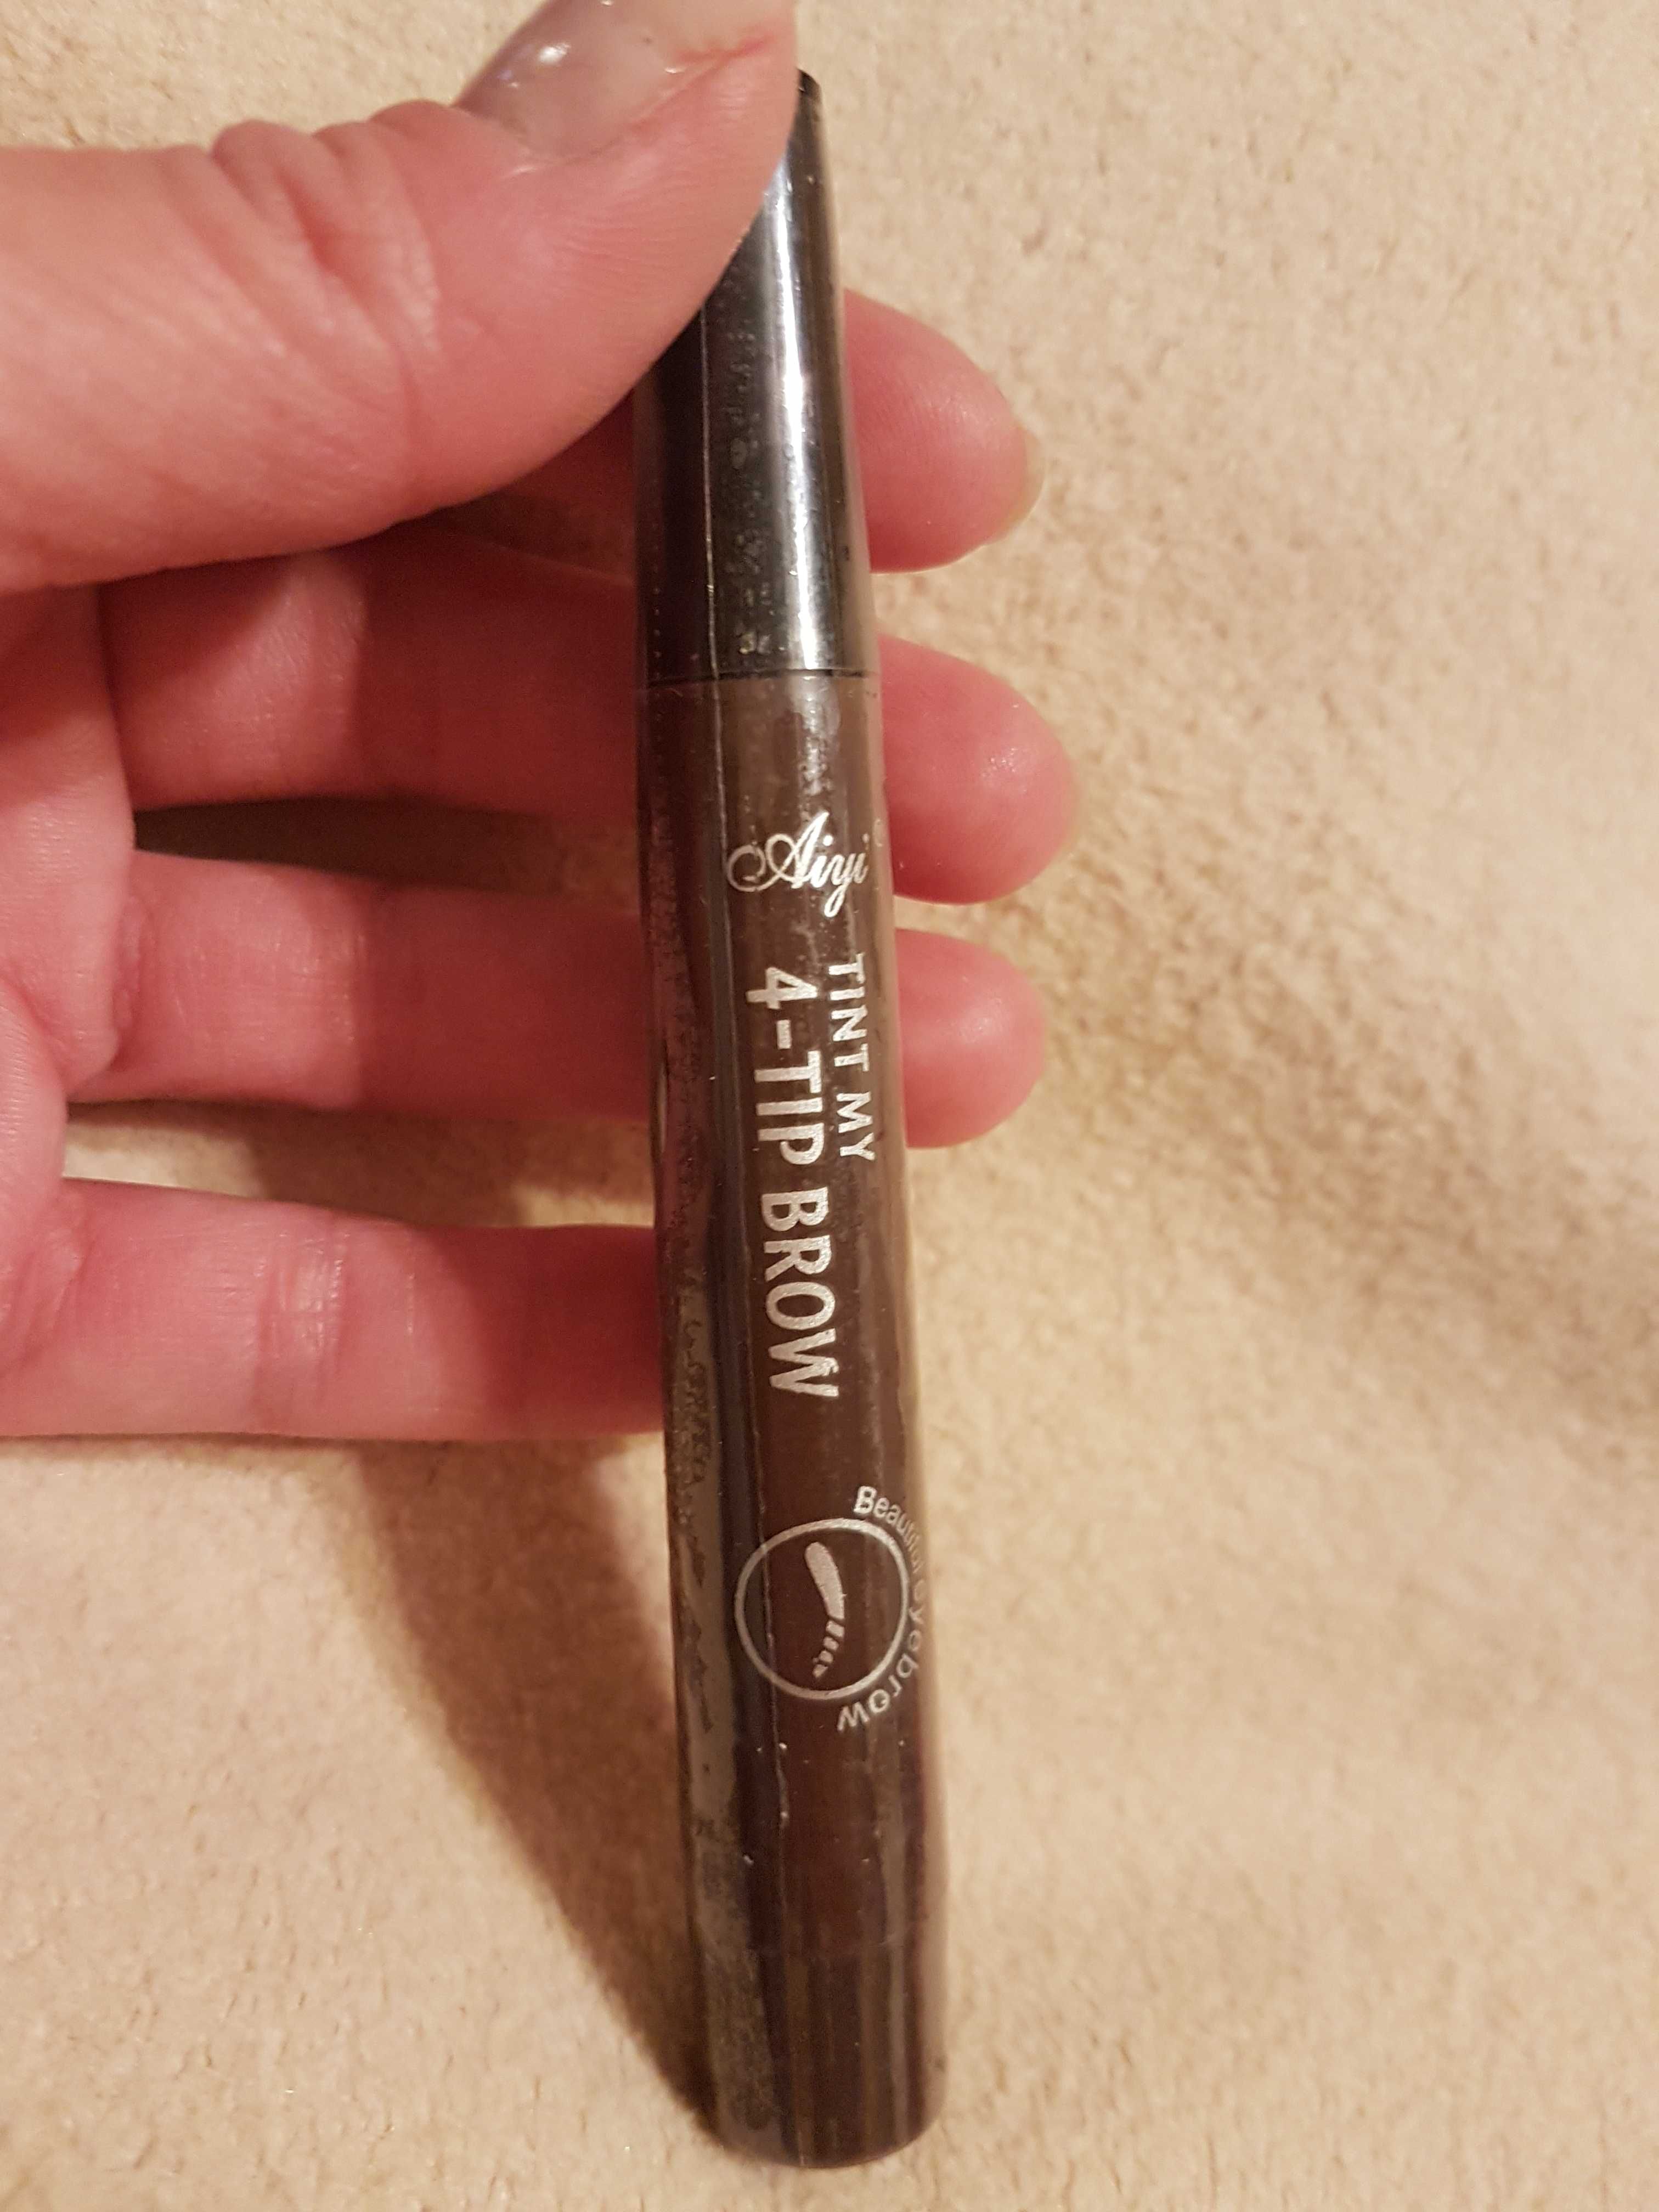 Aiyi
TINT MY
4-TIP BROW
Beautiful eyebrow